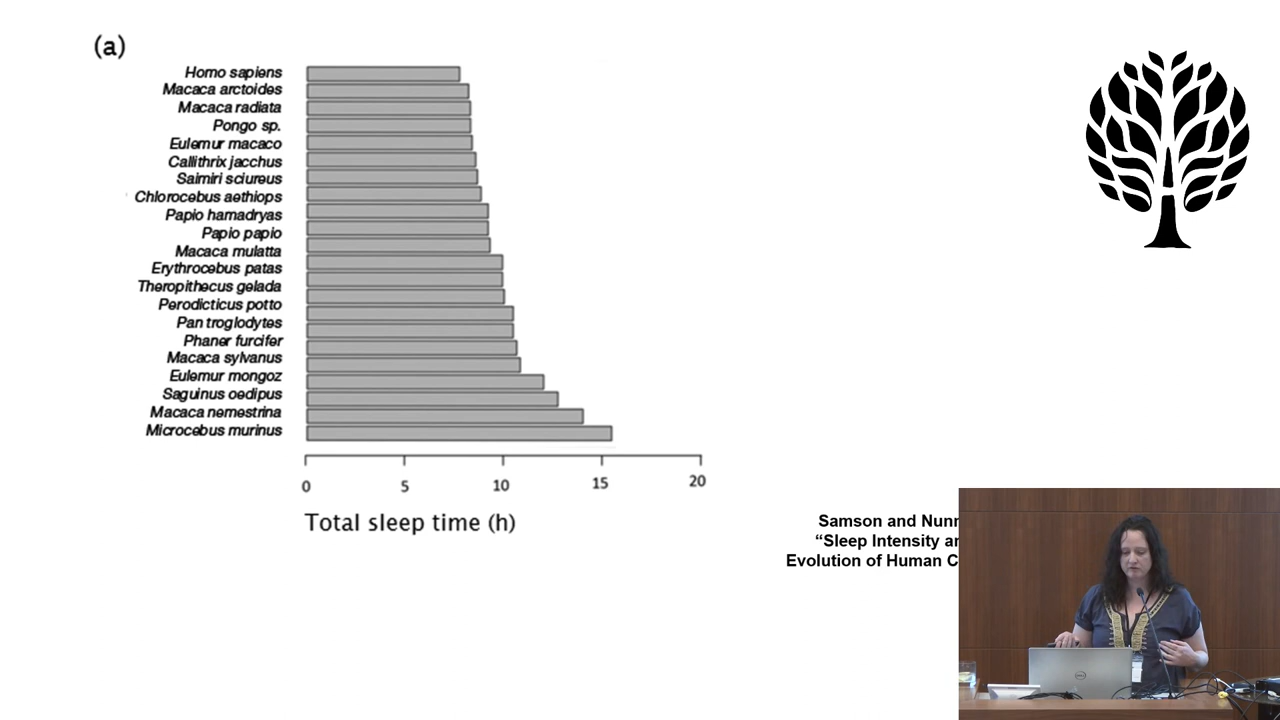 (a)
Homo sapiens
Macaca arctoides
Macaca radiata
Pongo sp.
Eulemur macaco
Callithrix jacchus
Saimiri sciureus
Chlorocebus aethiops
Papio hamadryas
Papio papio
Macaca mulatta
Erythrocebus patas
Theropithecus gelada
Perodicticus potto
Pan troglodytes
Phaner furcifer
Macaca sylvanus
Eulemur mongoz
Saguinus oedipus
Macaca nemestrina
Microcebus murinus
0 5 10 15 20
Total sleep time (h)
Samson and Nunn
“Sleep Intensity an
Evolution of Human C
DELL